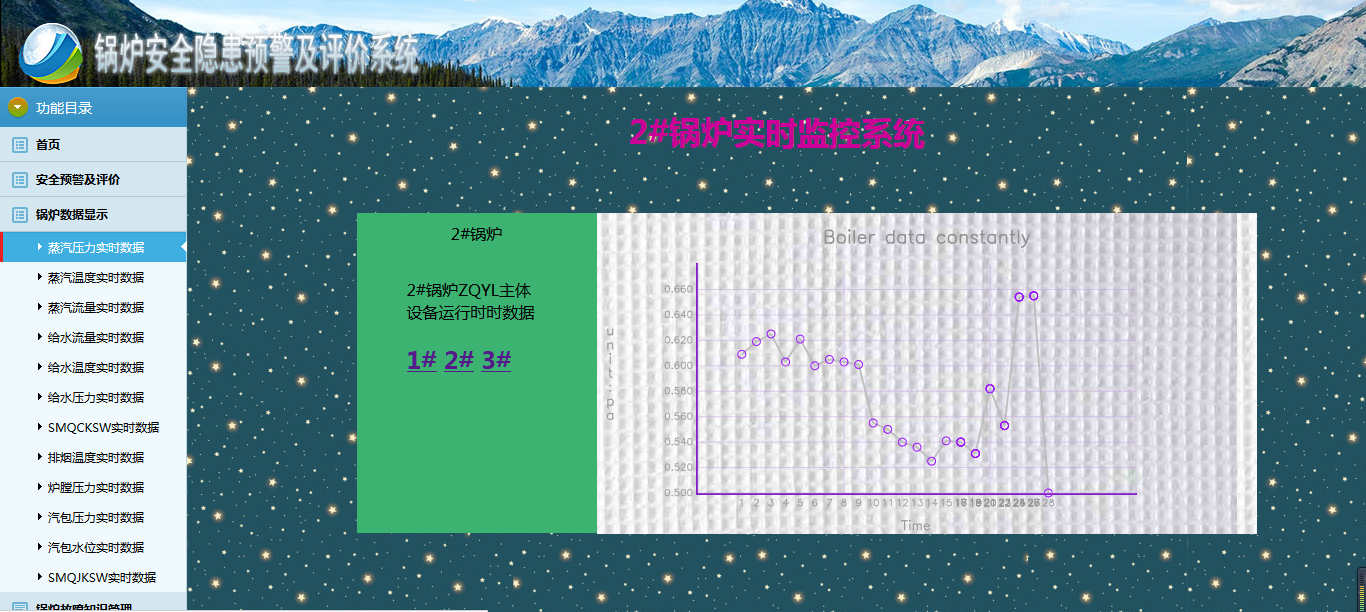 锅炉安全隐患预警及评价系统
功能目录
首页
安全预警及评价
锅炉数据显示
蒸汽压力实时数据
蒸汽温度实时数据
蒸汽流量实时数据
给水流量实时数据
给水温度实时数据
给水压力实时数据
SMQCKSW实时数据
排烟温度实时数据
炉膛压力实时数据
汽包压力实时数据
汽包水位实时数据
SMQJKSW实时数据
锅炉故障知识管理
2#锅炉实时监控系统
2#锅炉
2#锅炉ZQYL主体
设备运行时时数据
1# 2# 3#
Boiler data constantly
unit:pa
0.660
0.640
0.620
0.600
0.580
0.560
0.540
0.520
0.500
1 2 3 4 5 6 7 8 9 10 11 12 13 14 15
28
Time